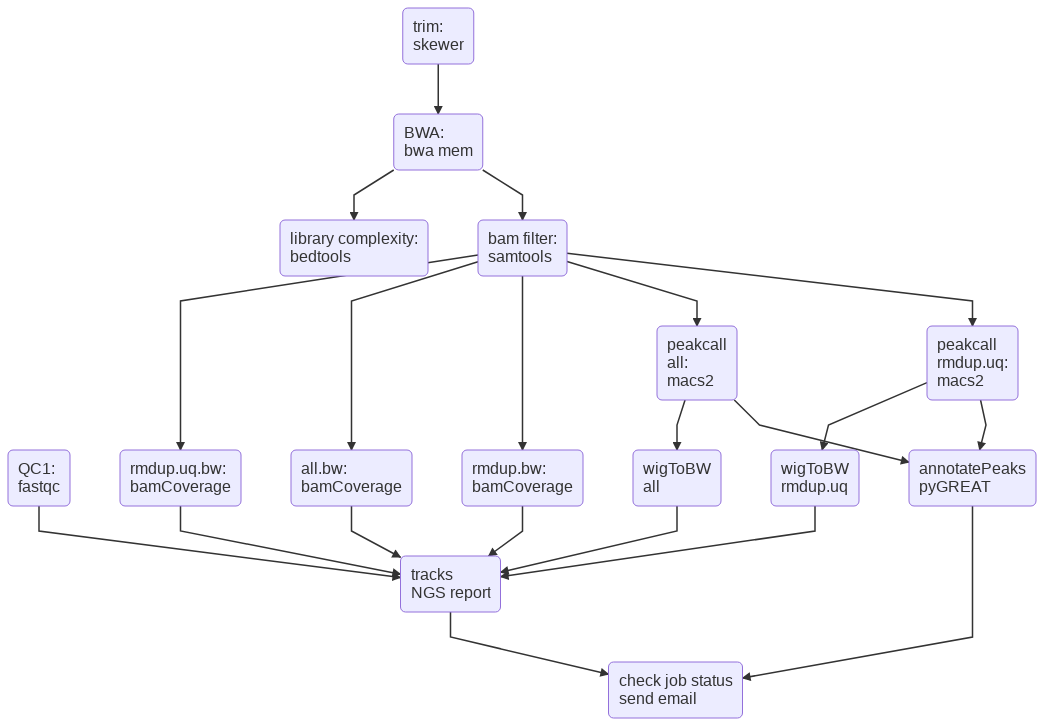 trim:
skewer
BWA:
bwa mem
library complexity:
bedtools
bam filter:
samtools
peakcall
all:
macs2
peakcall
rmdup.uq:
macs2
QC1:
fastqc
rmdup.uq.bw:
bamCoverage
all.bw:
bamCoverage
rmdup.bw:
bamCoverage
wigToBW
all
wigToBW
rmdup.uq
annotatePeaks
pyGREAT
tracks
NGS report
check job status
send email